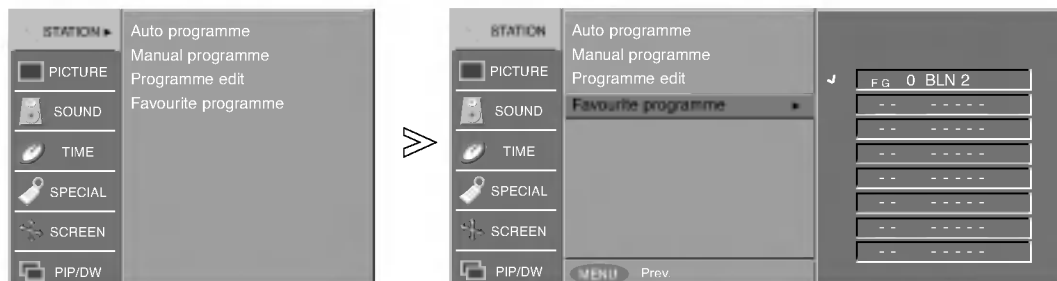 STATION
Auto programme
Manual programme
Programme edit
Favourite programme
PICTURE
SOUND
TIME
SPECIAL
SCREEN
PIP/DW
STATION
Auto programme
Manual programme
Programme edit
Favourite programme
PICTURE
SOUND
TIME
SPECIAL
SCREEN
PIP/DW
MENU Prev.
F G 0 BLN 2
- - - - - - -
- - - - - - -
- - - - - - -
- - - - - - -
- - - - - - -
- - - - - - -
- - - - - - -